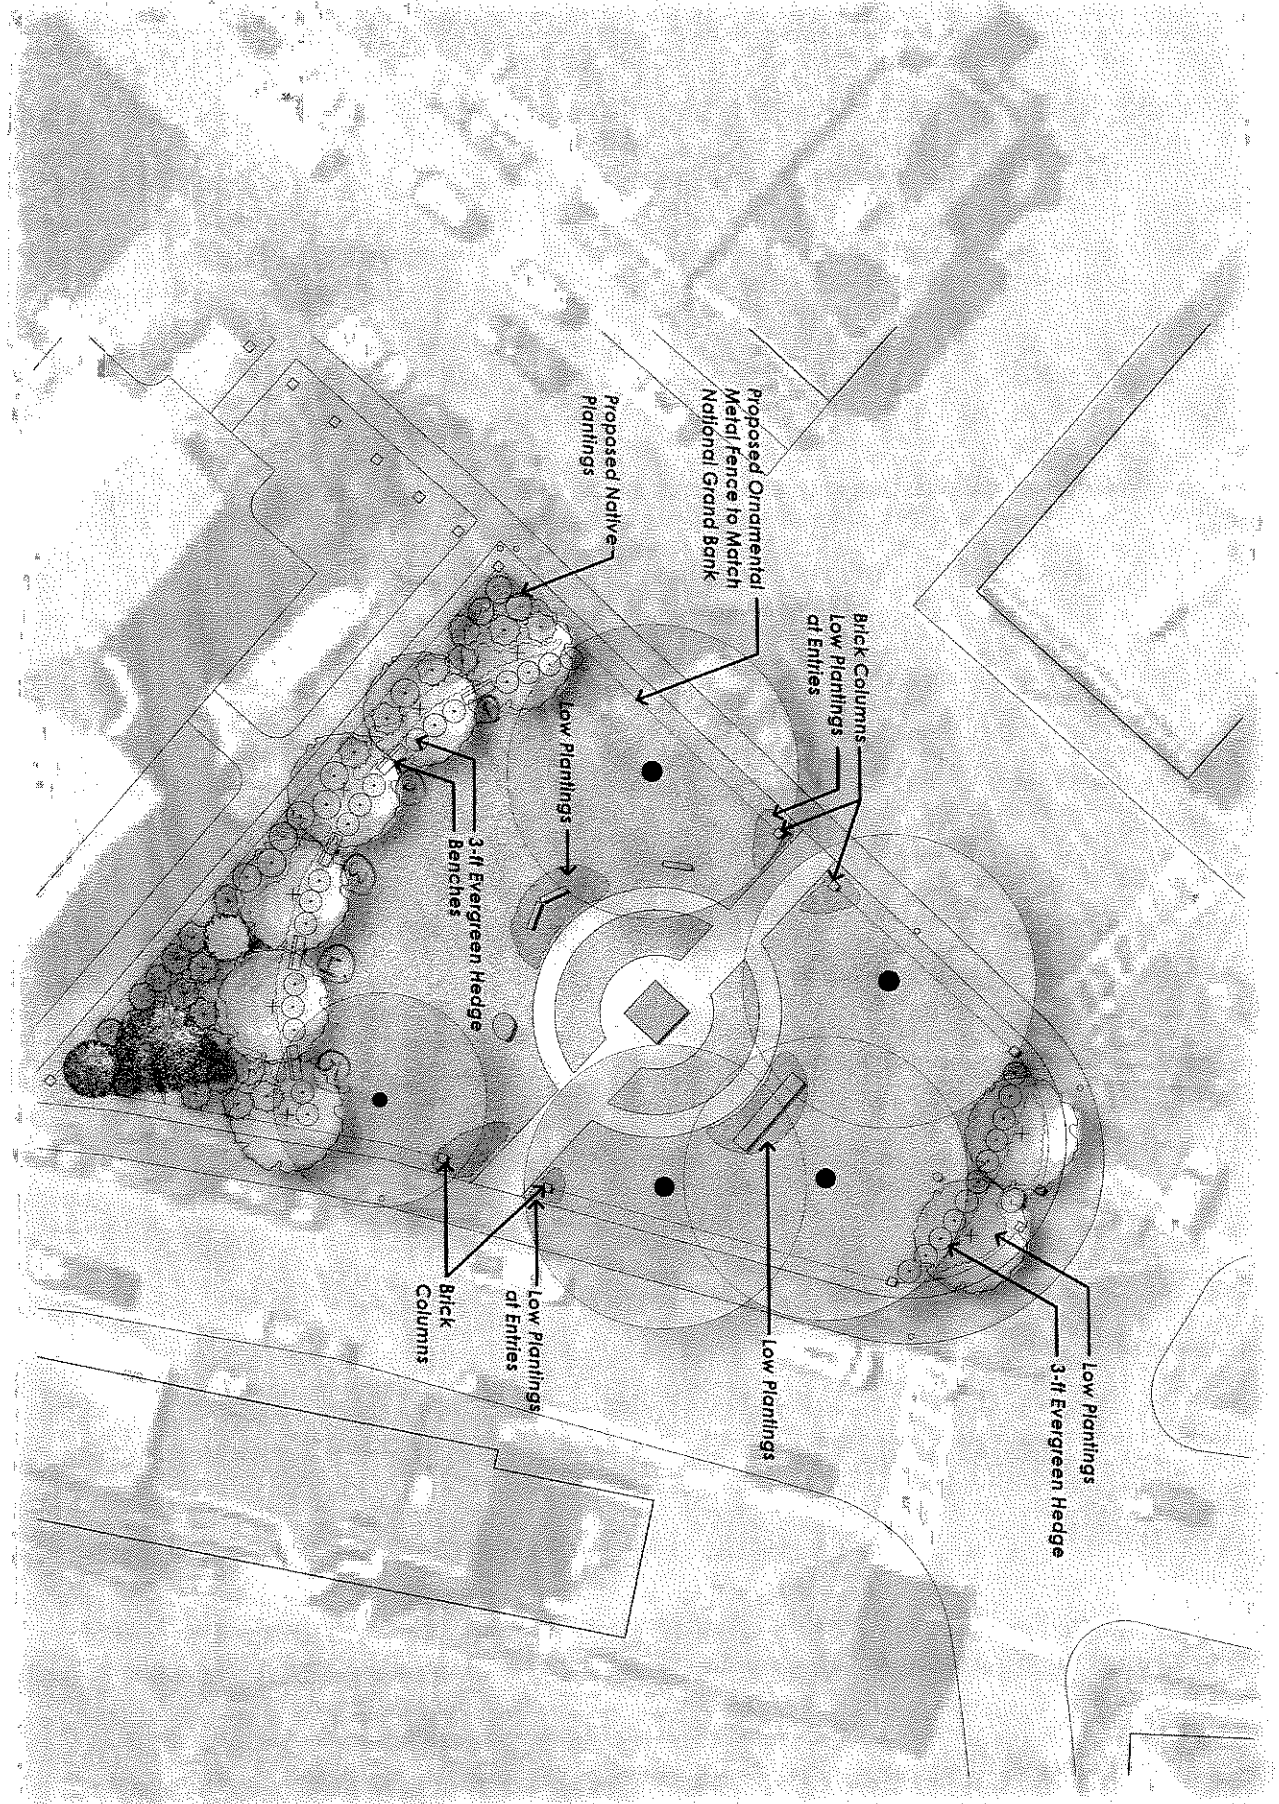 Proposed Ornamental
Metal Fence to Match
National Grand Bank
Proposed Native
Plantings
Brick Columns
Low Plantings
at Entries
Low Plantings
3-ft Evergreen Hedge
Benches
Low Plantings
3-ft Evergreen Hedge
Low Plantings
Low Plantings
at Entries
Brick
Columns